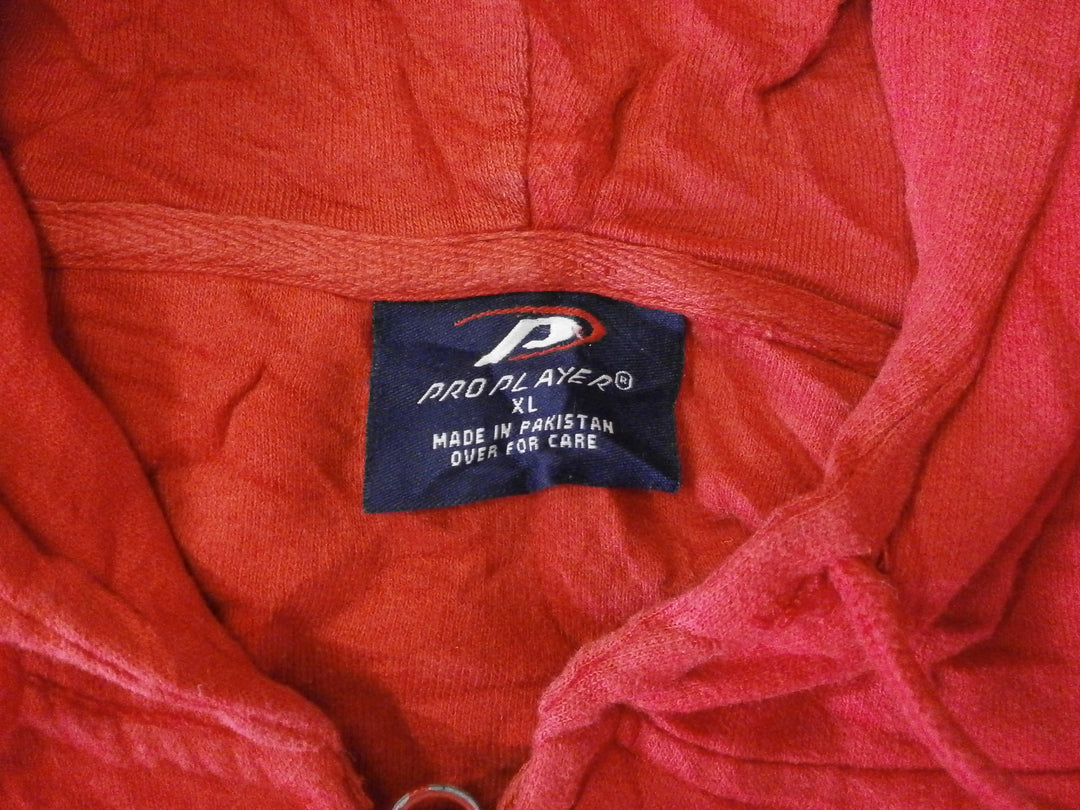 P
PRO PLAYER®
XL
MADE IN PAKISTAN
OVER FOR CARE